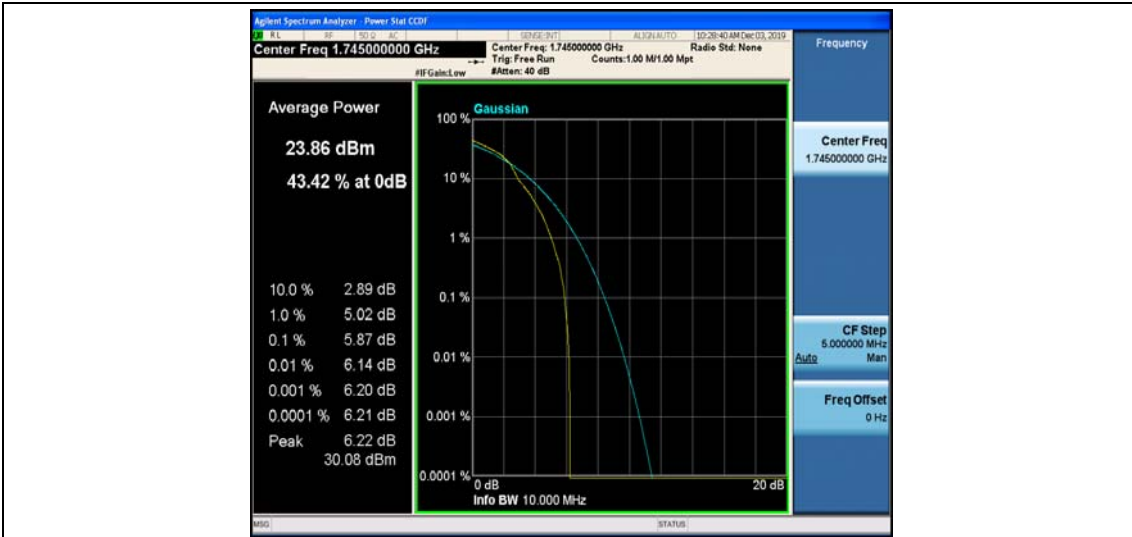 Agilent Spectrum Analyzer - Power Stat CCDF
RL RF 50 Ω AC SENSE:INT ALIGN AUTO 10:28:40 AM Dec 03, 2019
Center Freq 1.745000000 GHz
Center Freq: 1.745000000 GHz Radio Std: None
Trig: Free Run Counts:1.00 M/1.00 Mpt
#IFGain:Low #Atten: 40 dB
Frequency
Average Power
23.86 dBm
43.42 % at 0dB
10.0 % 2.89 dB
1.0 % 5.02 dB
0.1 % 5.87 dB
0.01 % 6.14 dB
0.001 % 6.20 dB
0.0001 % 6.21 dB
Peak 6.22 dB
30.08 dBm
Gaussian
100 %
10 %
1 %
0.1 %
0.01 %
0.001 %
0.0001 %
0 dB 20 dB
Info BW 10.000 MHz
Center Freq
1.745000000 GHz
CF Step
5.000000 MHz
Auto Man
Freq Offset
0 Hz
MSG STATUS